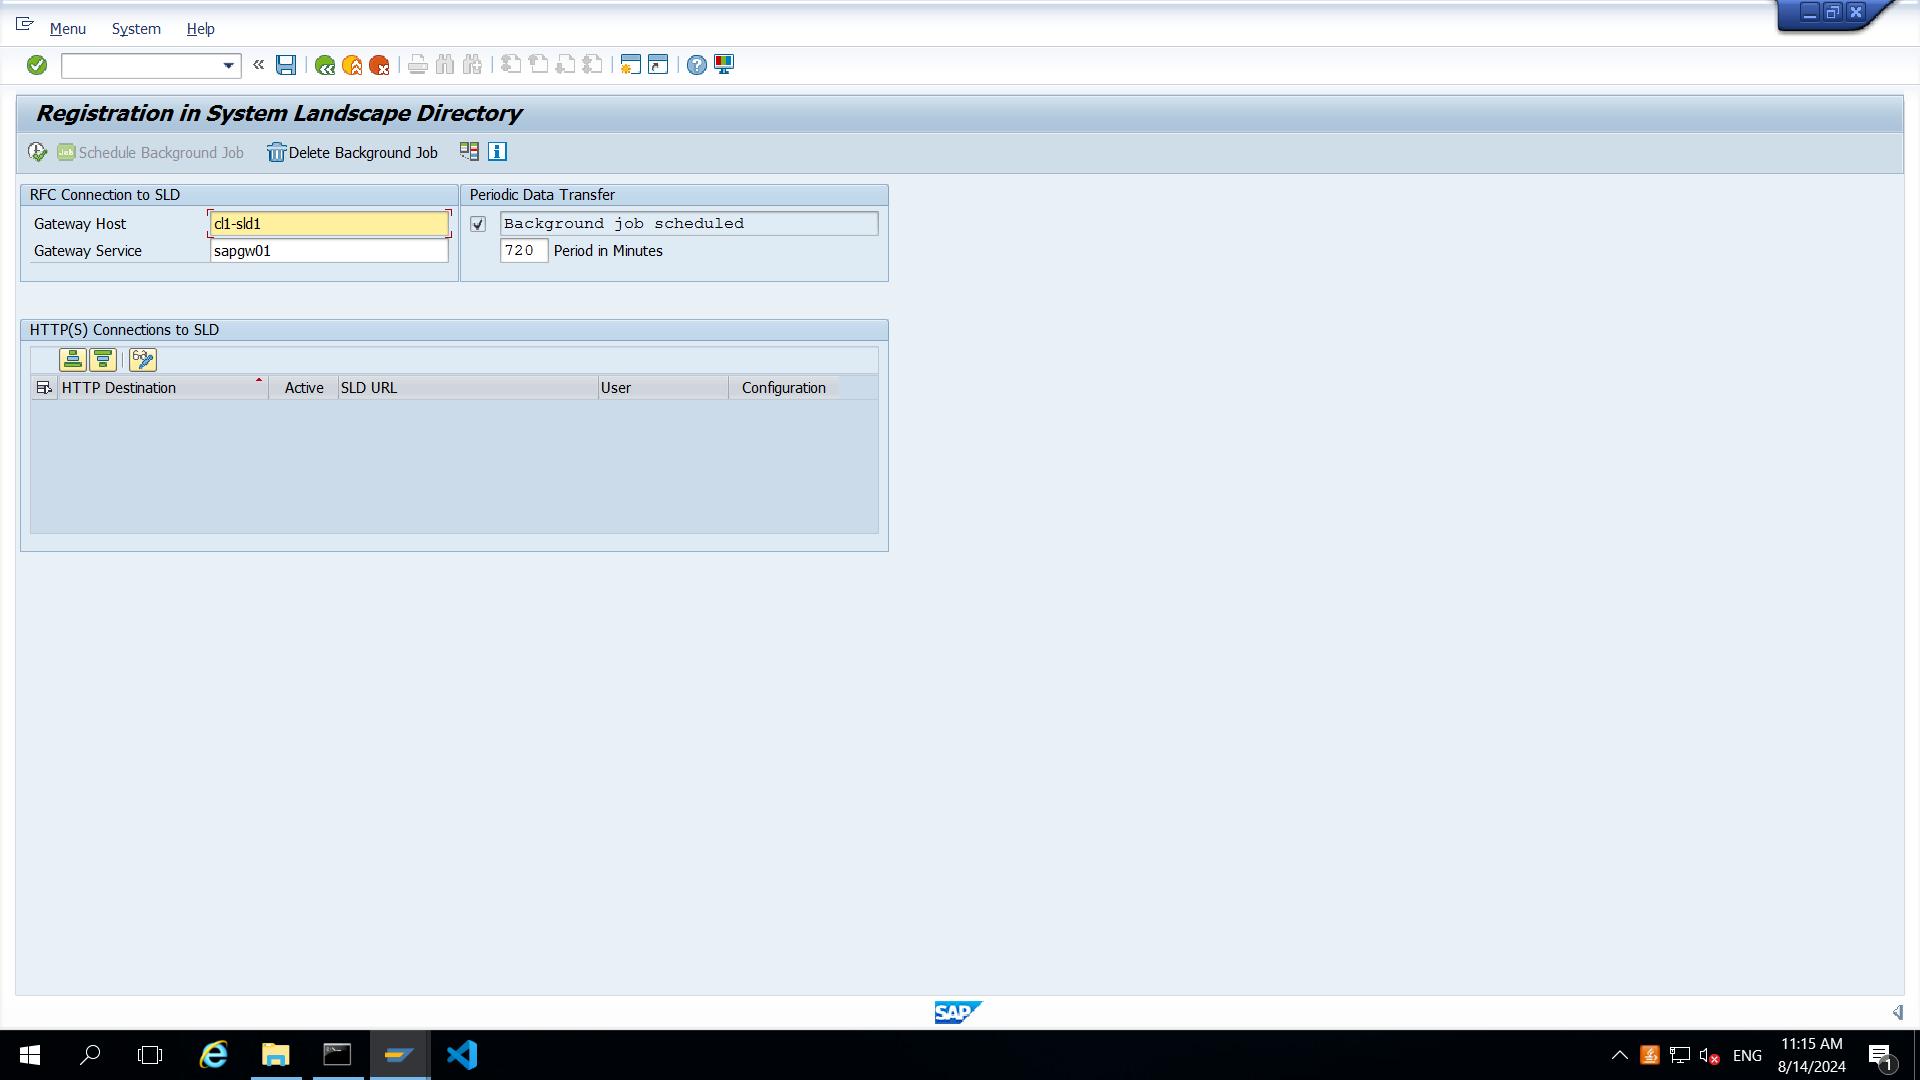 Menu System Help
Registration in System Landscape Directory
Schedule Background Job Delete Background Job
RFC Connection to SLD Periodic Data Transfer
Gateway Host cl1-sld1 Background job scheduled
Gateway Service sapgw01 720 Period in Minutes
HTTP(S) Connections to SLD
HTTP Destination Active SLD URL User Configuration
SAP
ENG
11:15 AM
8/14/2024
1